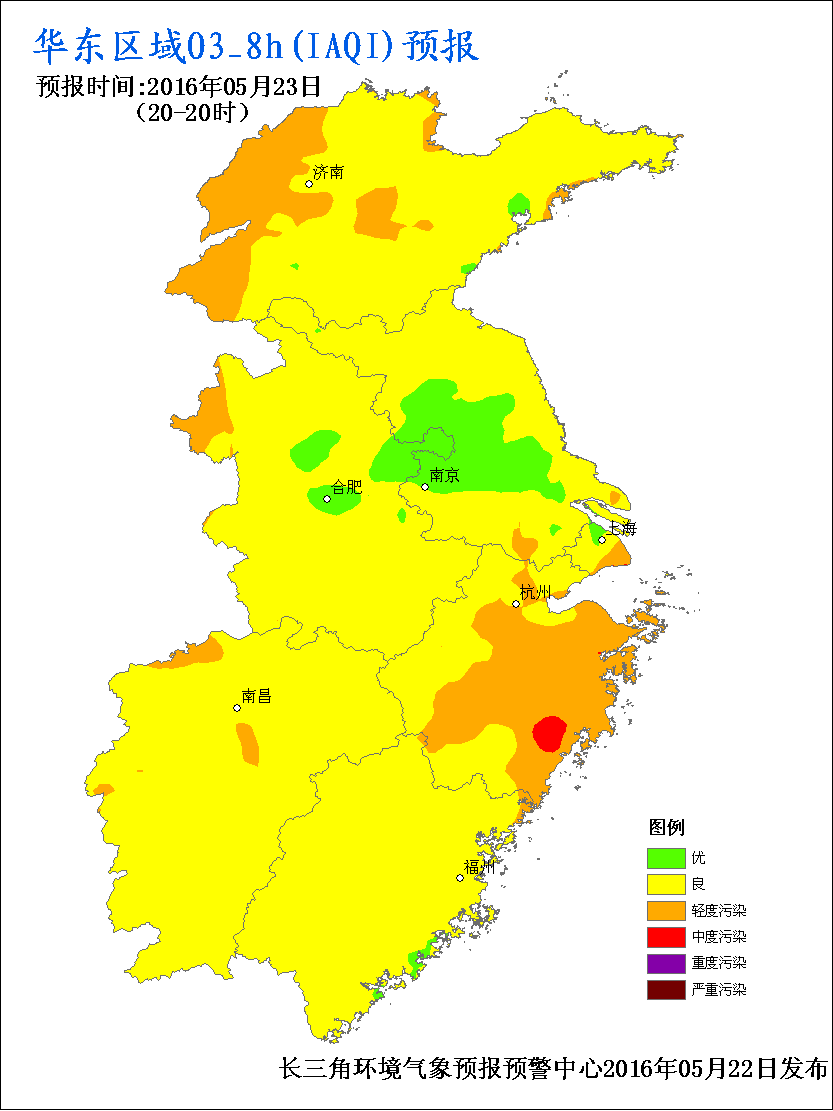 华东区域O3_8h(IAQI)预报
预报时间:2016年05月23日
(20-20时)
济南
南京
合肥
上海
杭州
南昌
福州
图例
优
良
轻度污染
中度污染
重度污染
严重污染
长三角环境气象预报预警中心2016年05月22日发布